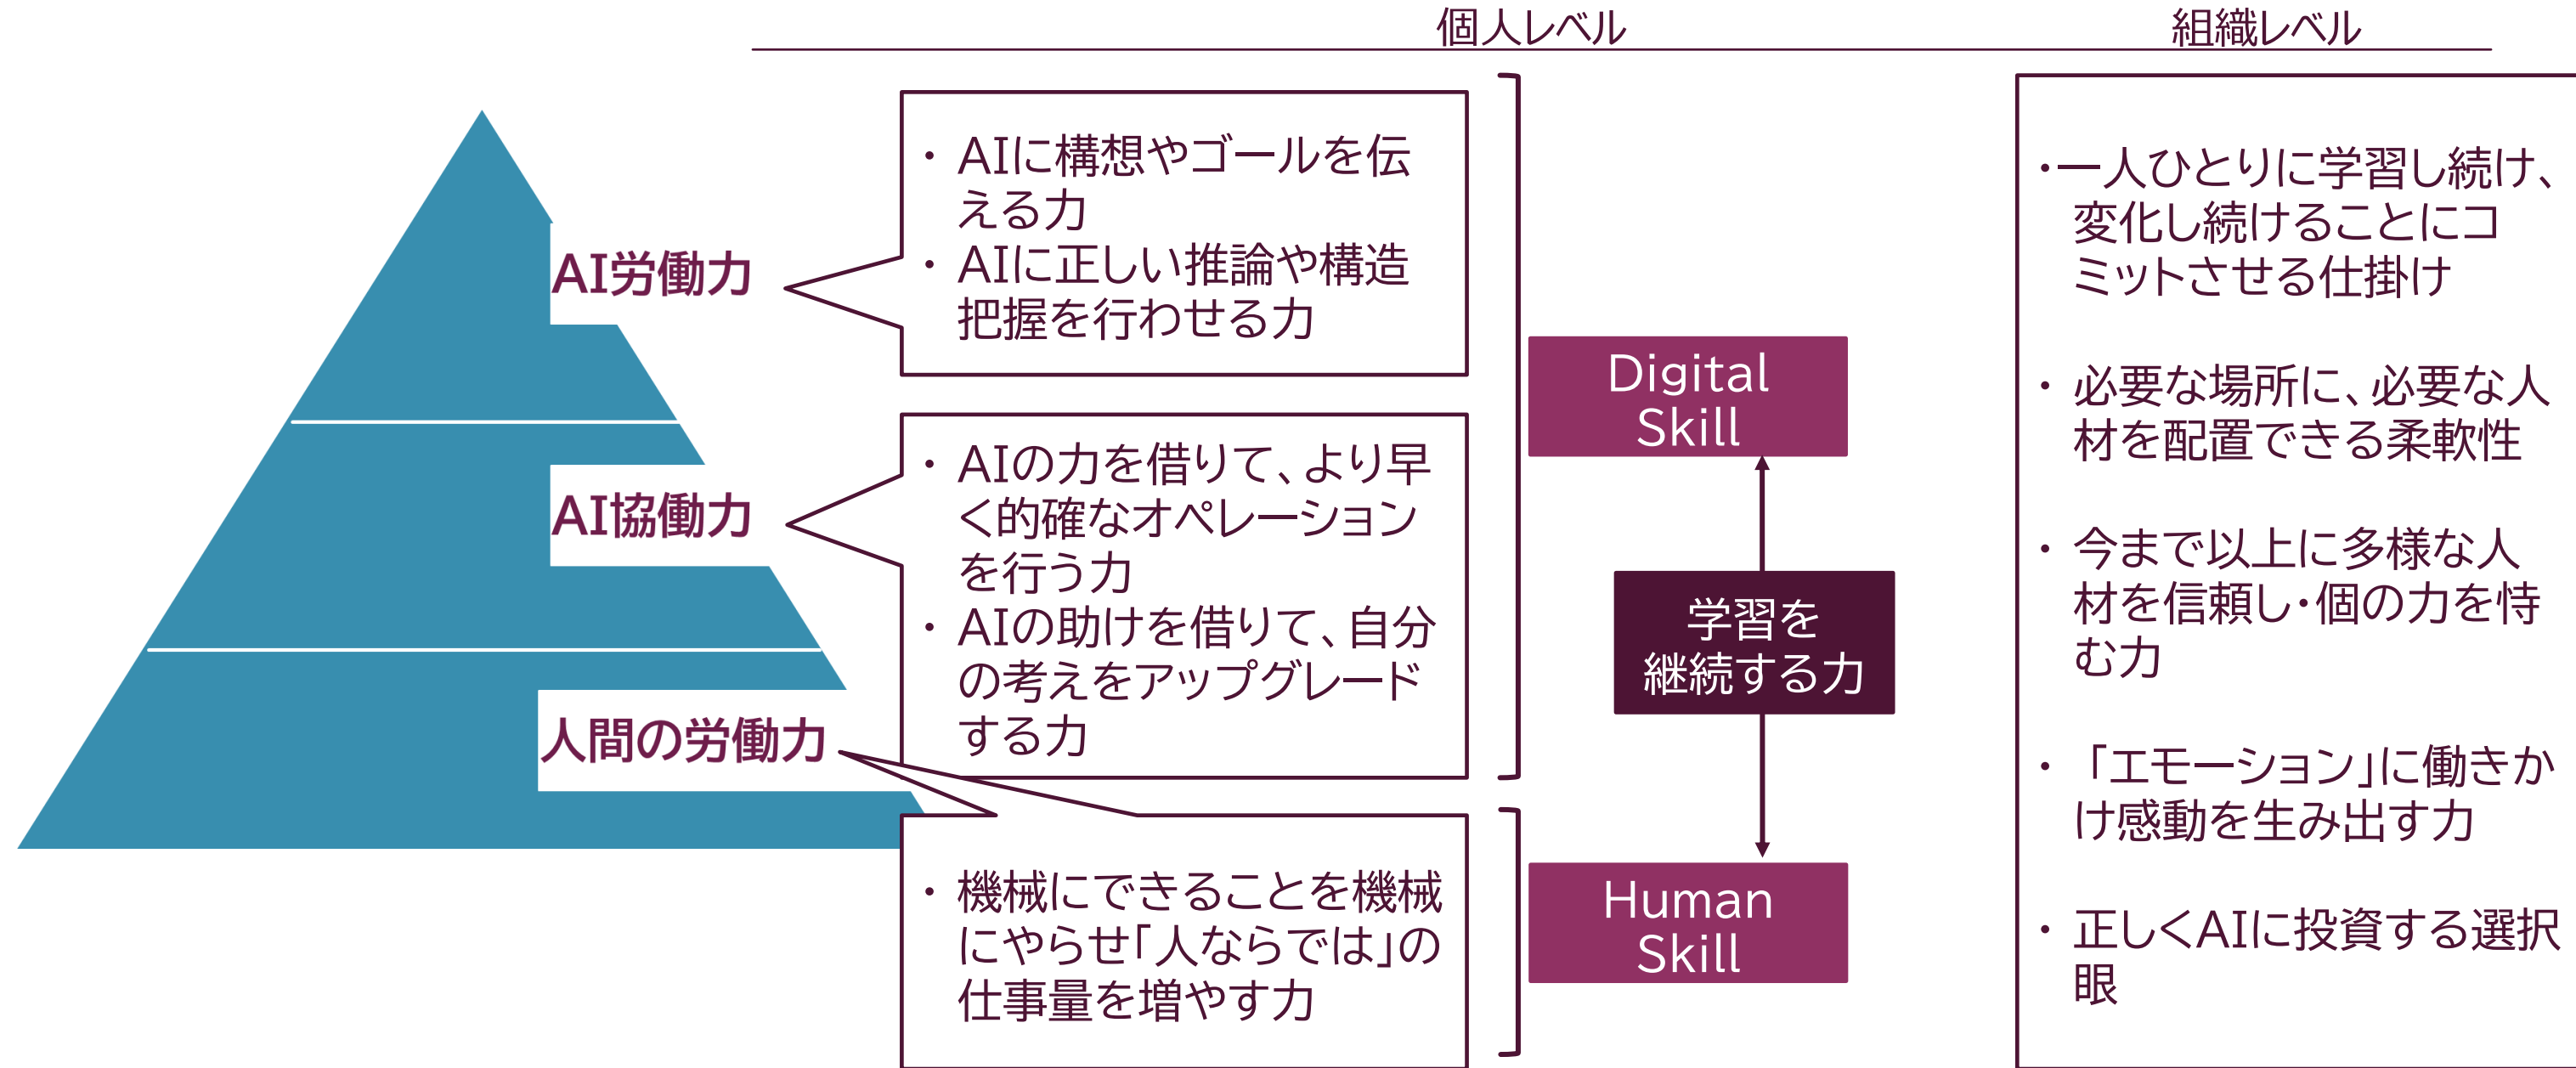 個人レベル
組織レベル
AI労働力
・ AIに構想やゴールを伝
える力
・ AIに正しい推論や構造
把握を行わせる力
AI協働力
・ AIの力を借りて、より早
く的確なオペレーション
を行う力
・ AIの助けを借りて、自分
の考えをアップグレード
する力
人間の労働力
・ 機械にできることを機械
にやらせ「人ならでは」の
仕事量を増やす力
Digital
Skill
学習を
継続する力
Human
Skill
・一人ひとりに学習し続け、
変化し続けることにコ
ミットさせる仕掛け
・ 必要な場所に、必要な人
材を配置できる柔軟性
・ 今まで以上に多様な人
材を信頼し・個の力を恃
む力
・ 「エモーション」に働きか
け感動を生み出す力
・ 正しくAIに投資する選択
眼